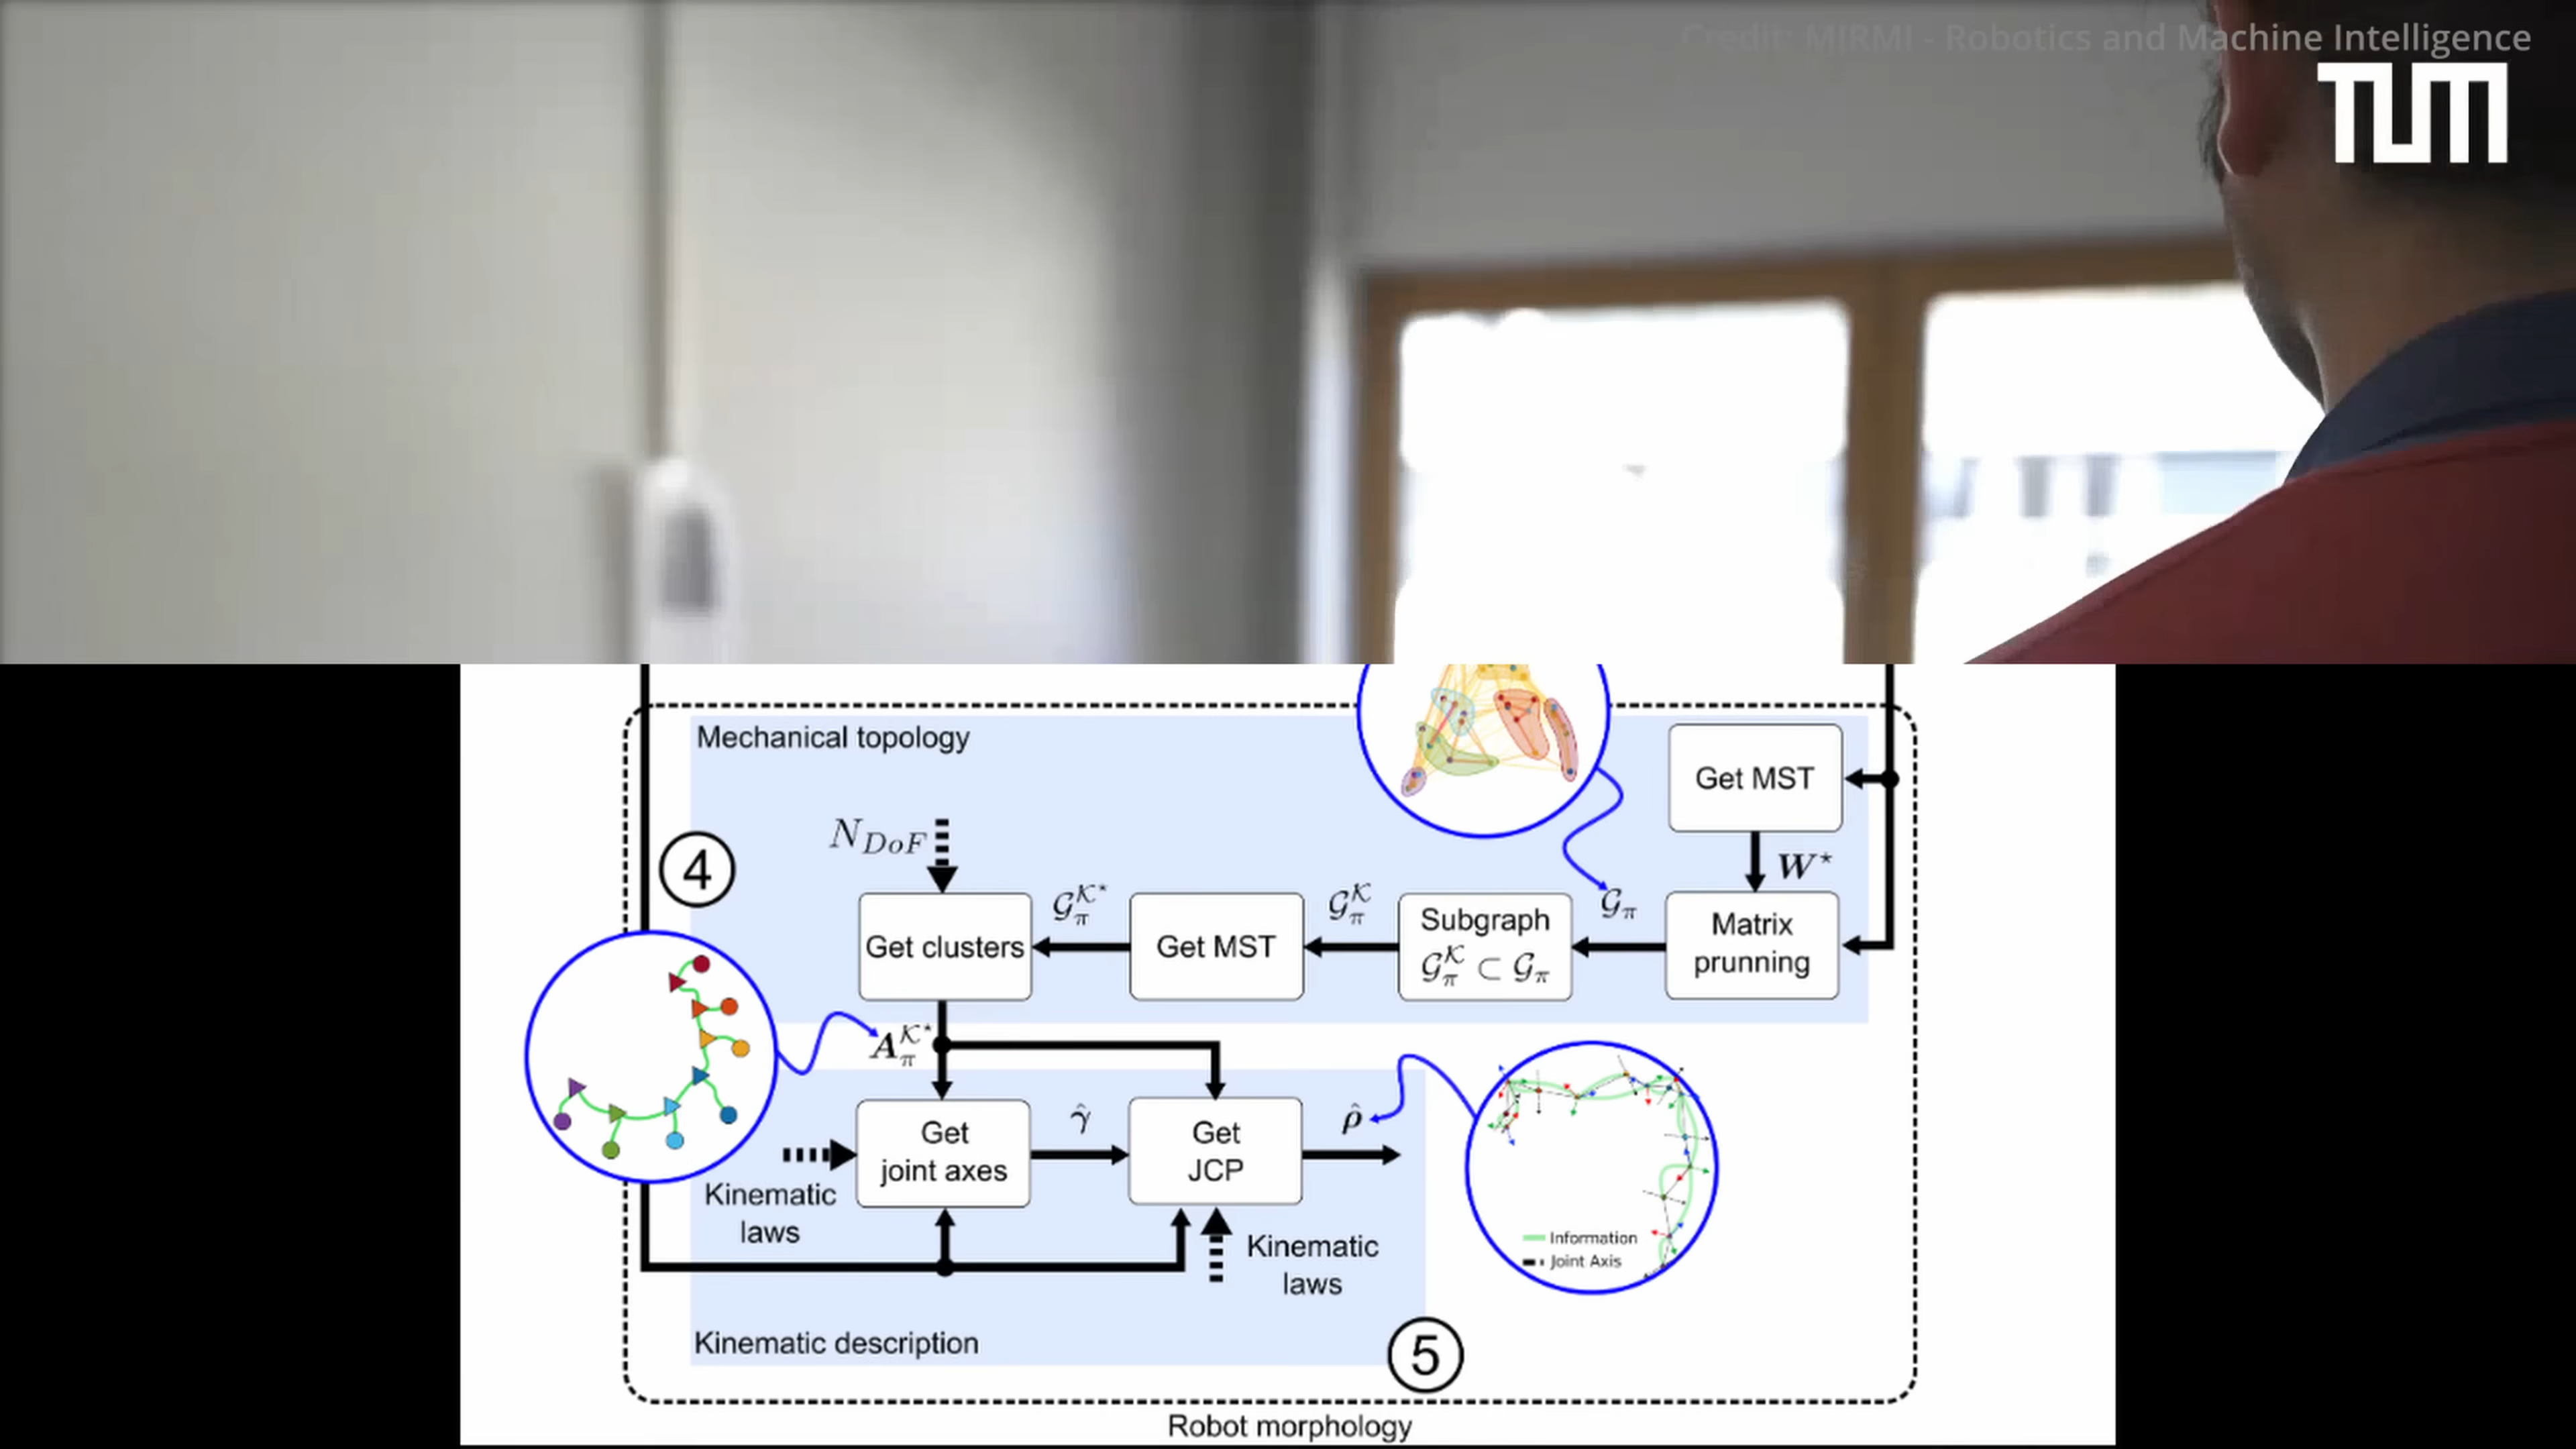 Credit: MIRMI - Robotics and Machine Intelligence
TUM
Mechanical topology
Get MST
N_{DoF}
W^⋆
④
G_π^{K⋆}
G_π^K
G_π
Get clusters
Get MST
Subgraph
G_π^K ⊂ G_π
Matrix
prunning
A_π^{K⋆}
γ̂
ρ̂
Get
joint axes
Get
JCP
Kinematic
laws
Kinematic
laws
Information
Joint Axis
Kinematic description
⑤
Robot morphology